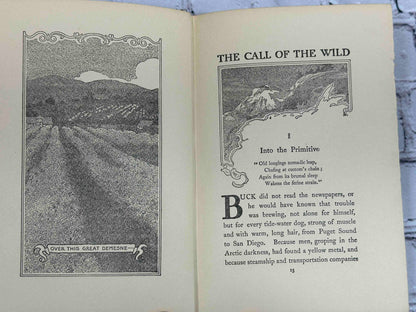 OVER THIS GREAT DEMESNE
THE CALL OF THE WILD
I
Into the Primitive
"Old longings nomadic leap,
Chafing at custom's chain;
Again from its brumal sleep
Wakens the ferine strain."
BUCK did not read the newspapers, or
he would have known that trouble
was brewing, not alone for himself,
but for every tide-water dog, strong of muscle
and with warm, long hair, from Puget Sound
to San Diego. Because men, groping in the
Arctic darkness, had found a yellow metal, and
because steamship and transportation companies
15